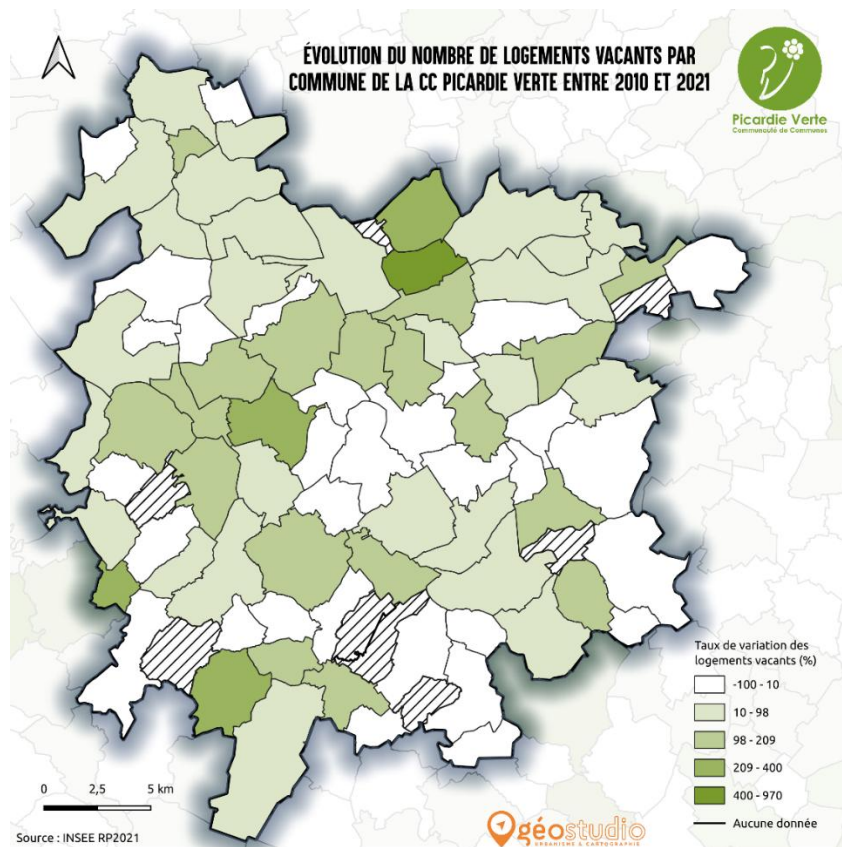 ÉVOLUTION DU NOMBRE DE LOGEMENTS VACANTS PAR
COMMUNE DE LA CC PICARDIE VERTE ENTRE 2010 ET 2021
Picardie Verte
Communauté de Communes
Taux de variation des
logements vacants (%)
-100 - 10
10 - 98
98 - 209
209 - 400
400 - 970
Aucune donnée
0 2,5 5 km
Source : INSEE RP2021
géostudio
URBANISME & CARTOGRAPHIE